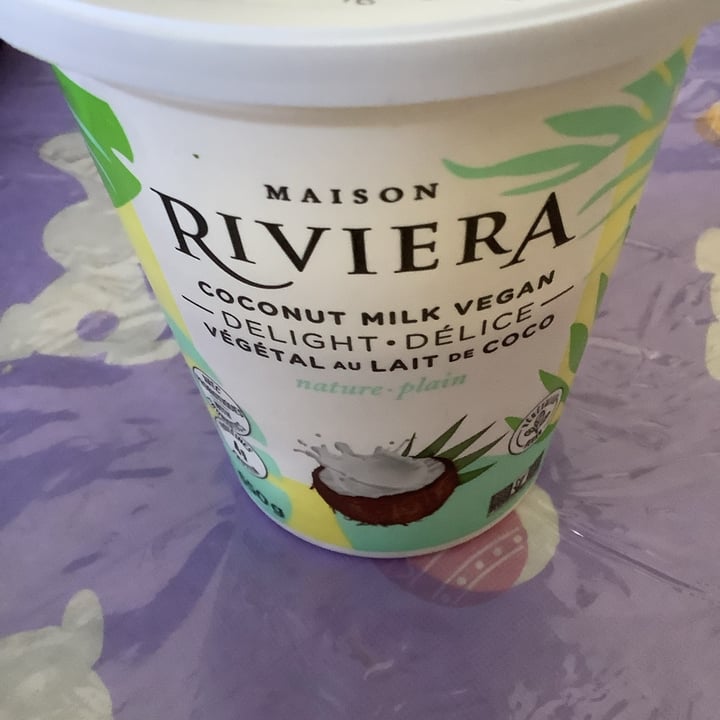 MAISON
RIVIERA
COCONUT MILK VEGAN
DELIGHT • DÉLICE
VÉGÉTAL AU LAIT DE COCO
nature • plain